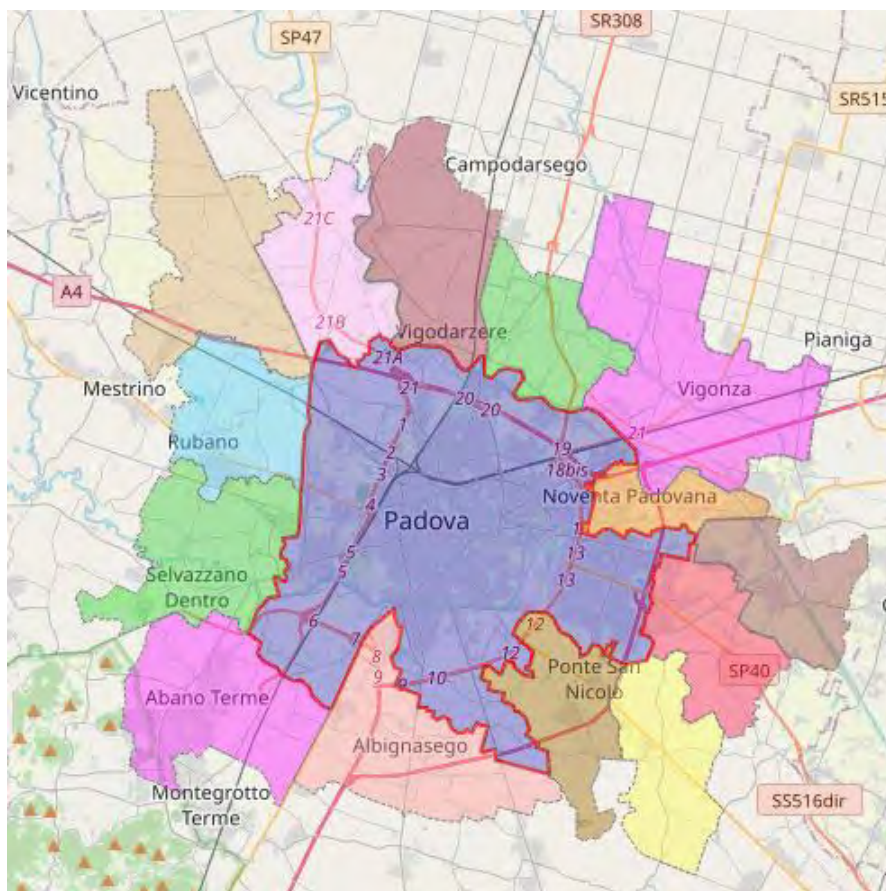 SP47
SR308
SR515
Vicentino
Campodarsego
21C
A4
21B
Vigodarzere
Pianiga
21A
21
Mestrino
Vigonza
20
20
1
21
Rubano
2
19
3
18bis
4
Noventa Padovana
Padova
1
5
13
5
13
Selvazzano
Dentro
6
12
7
8
12
Ponte San
Nicolò
9
9
10
SP40
Abano Terme
Albignasego
Montegrotto
Terme
SS516dir